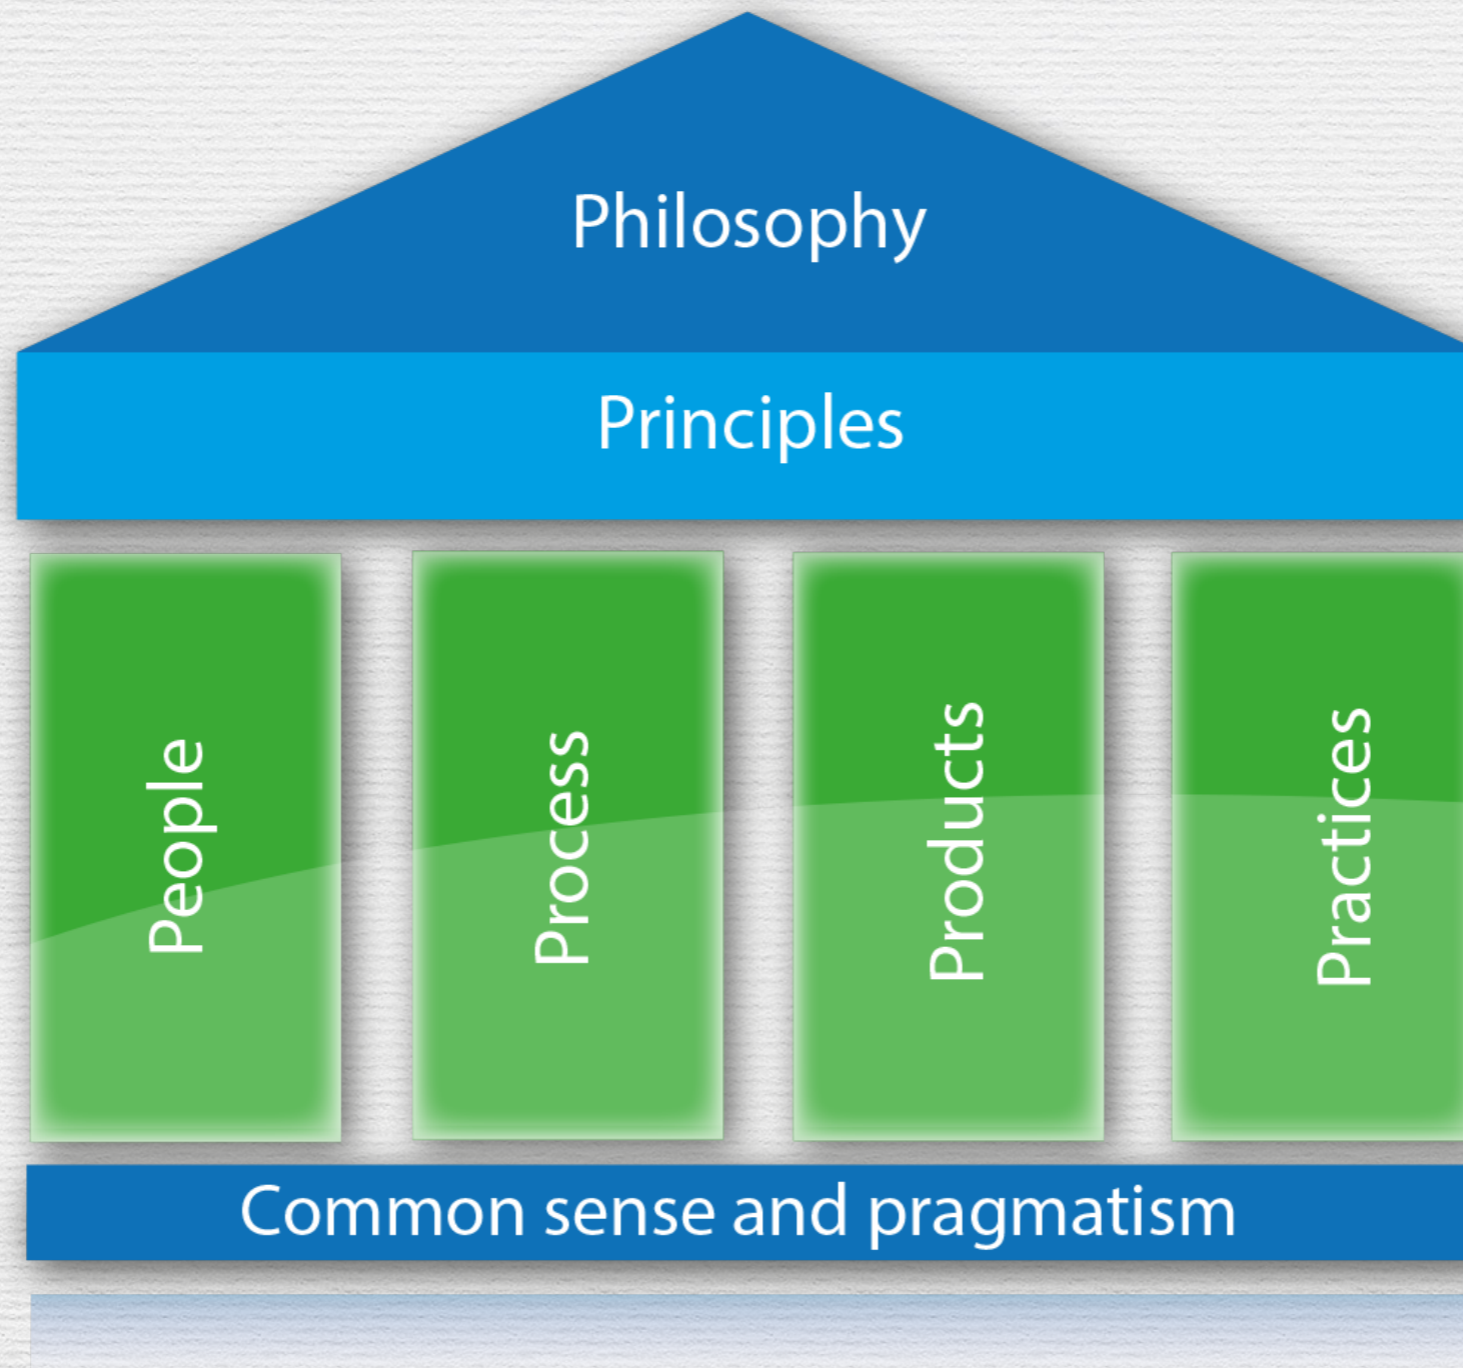 Philosophy
Principles
People
Process
Products
Practices
Common sense and pragmatism